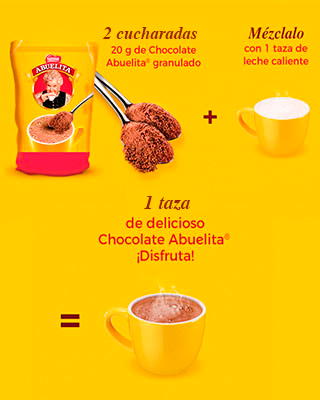 2 cucharadas
20 g de Chocolate
Abuelita® granulado
Mézclalo
con 1 taza de
leche caliente
Nestlé
ABUELITA
+
1 taza
de delicioso
Chocolate Abuelita®
¡Disfruta!
=